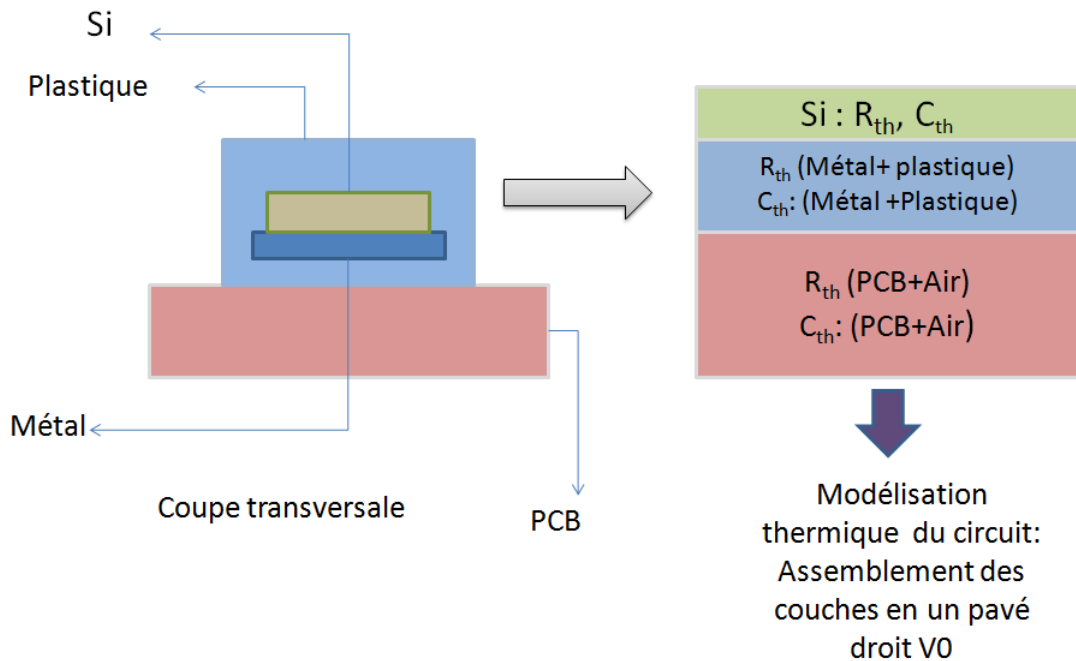 Si
Plastique
Métal
Coupe transversale
PCB
Si : Rth, Cth
Rth (Métal+ plastique)
Cth: (Métal +Plastique)
Rth (PCB+Air)
Cth: (PCB+Air)
Modélisation
thermique du circuit:
Assemblement des
couches en un pavé
droit V0